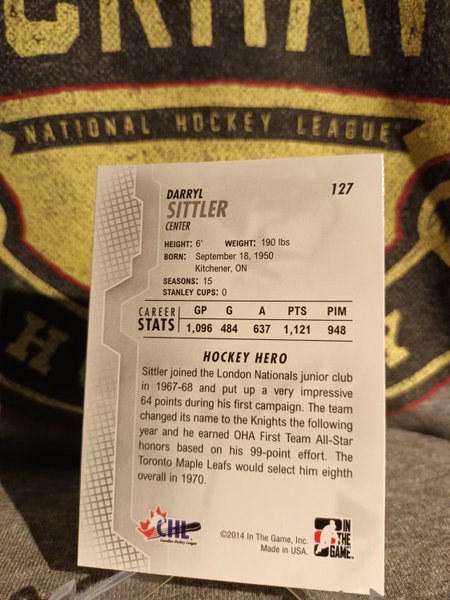 NATIONAL HOCKEY LEAGUE
127
DARRYL
SITTLER
CENTER
HEIGHT: 6' WEIGHT: 190 lbs
BORN: September 18, 1950
Kitchener, ON
SEASONS: 15
STANLEY CUPS: 0
CAREER STATS
GP G A PTS PIM
1,096 484 637 1,121 948
HOCKEY HERO
Sittler joined the London Nationals junior club
in 1967-68 and put up a very impressive
64 points during his first campaign. The team
changed its name to the Knights the following
year and he earned OHA First Team All-Star
honors based on his 99-point effort. The
Toronto Maple Leafs would select him eighth
overall in 1970.
CHL
Canadian Hockey League
©2014 In The Game, Inc.
Made in USA.
IN THE GAME